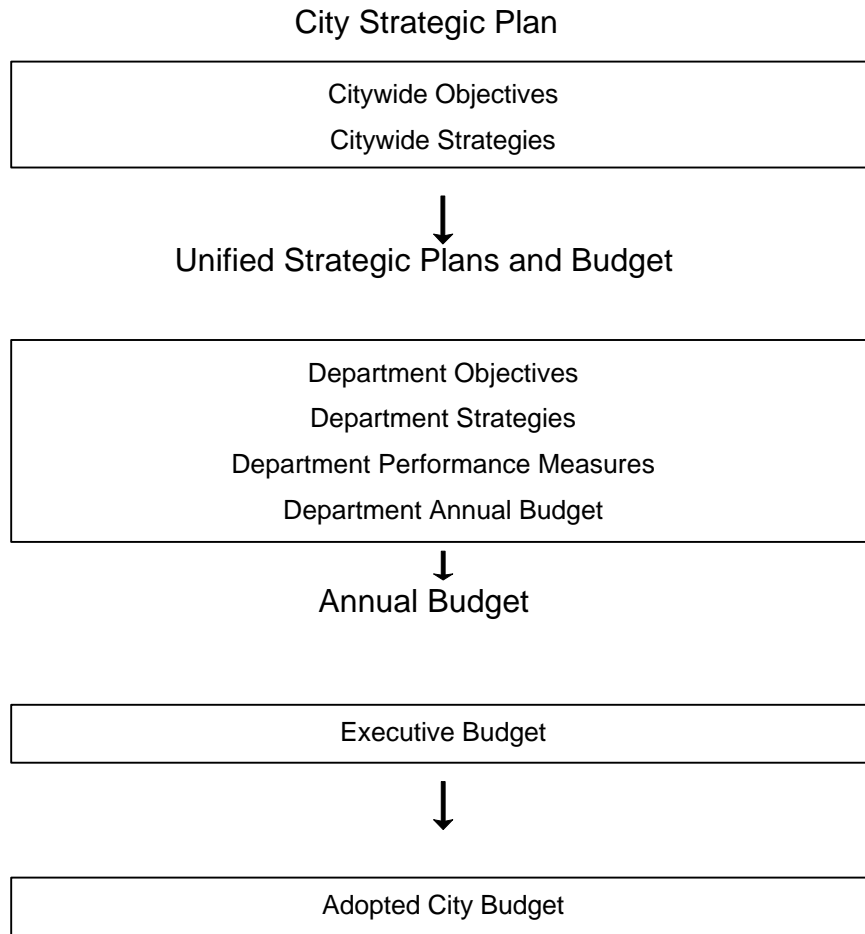 City Strategic Plan
Citywide Objectives
Citywide Strategies
Unified Strategic Plans and Budget
Department Objectives
Department Strategies
Department Performance Measures
Department Annual Budget
Annual Budget
Executive Budget
Adopted City Budget